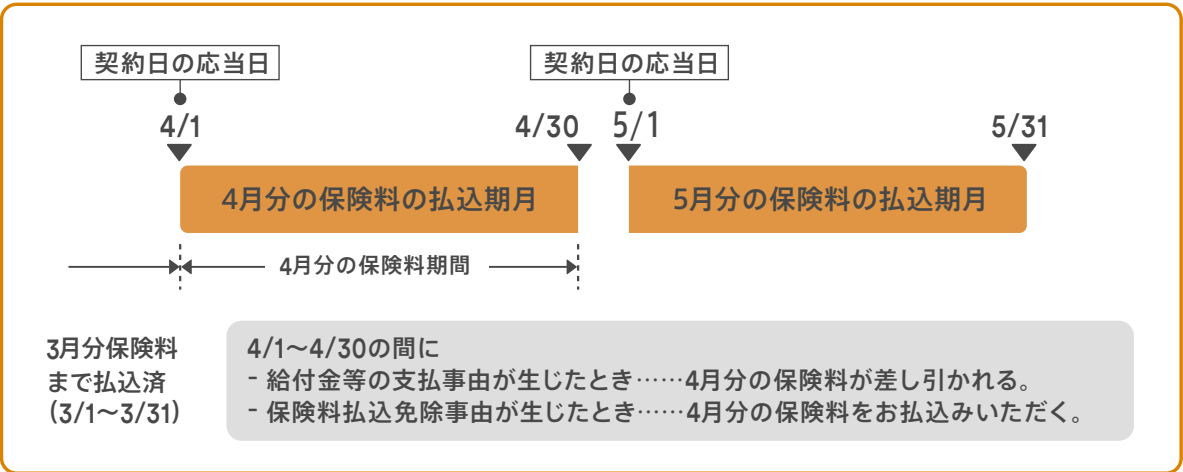 契約日の応当日
契約日の応当日
4/1
4/30
5/1
5/31
4月分の保険料の払込期月
5月分の保険料の払込期月
4月分の保険料期間
3月分保険料
まで払込済
(3/1〜3/31)
4/1〜4/30の間に
- 給付金等の支払事由が生じたとき……4月分の保険料が差し引かれる。
- 保険料払込免除事由が生じたとき……4月分の保険料をお払込みいただく。